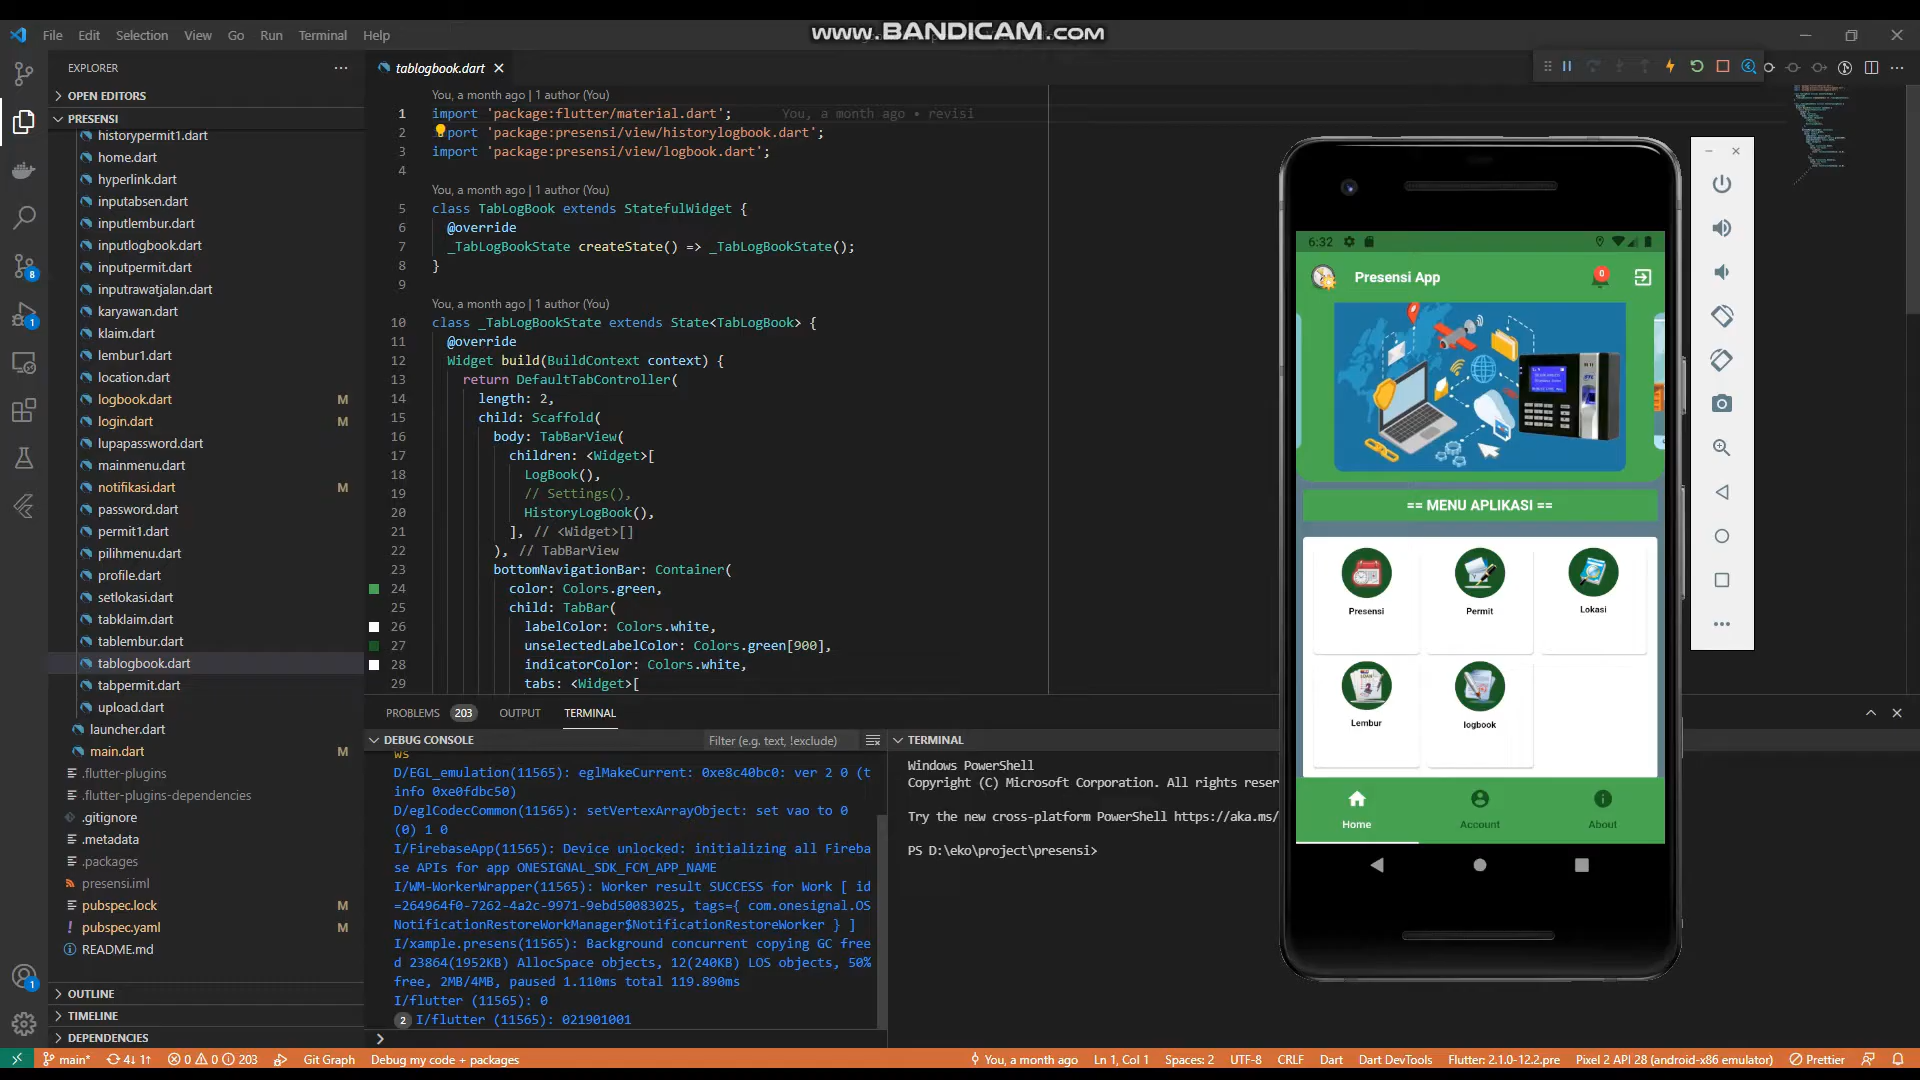 www.BANDICAM.com
File Edit Selection View Go Run Terminal Help
EXPLORER
OPEN EDITORS
PRESENSI
historypermit1.dart
home.dart
hyperlink.dart
inputabsen.dart
inputlembur.dart
inputlogbook.dart
inputpermit.dart
inputrawatjalan.dart
karyawan.dart
klaim.dart
lembur1.dart
location.dart
logbook.dart M
login.dart M
lupapassword.dart
mainmenu.dart
notifikasi.dart M
password.dart
permit1.dart
pilihmenu.dart
profile.dart
setlokasi.dart
tabklaim.dart
tablembur.dart
tablogbook.dart
tabpermit.dart
upload.dart
launcher.dart
main.dart M
.flutter-plugins
.flutter-plugins-dependencies
.gitignore
.metadata
.packages
presensi.iml
pubspec.lock M
pubspec.yaml M
README.md
OUTLINE
TIMELINE
DEPENDENCIES
8
1
1
tablogbook.dart
You, a month ago | 1 author (You)
1 import 'package:flutter/material.dart'; You, a month ago • revisi
2 port 'package:presensi/view/historylogbook.dart';
3 import 'package:presensi/view/logbook.dart';
4
You, a month ago | 1 author (You)
5 class TabLogBook extends StatefulWidget {
6 @override
7 _TabLogBookState createState() => _TabLogBookState();
8 }
9
You, a month ago | 1 author (You)
10 class _TabLogBookState extends State<TabLogBook> {
11 @override
12 Widget build(BuildContext context) {
13 return DefaultTabController(
14 length: 2,
15 child: Scaffold(
16 body: TabBarView(
17 children: <Widget>[
18 LogBook(),
19 // Settings(),
20 HistoryLogBook(),
21 ], // <Widget>[]
22 ), // TabBarView
23 bottomNavigationBar: Container(
24 color: Colors.green,
25 child: TabBar(
26 labelColor: Colors.white,
27 unselectedLabelColor: Colors.green[900],
28 indicatorColor: Colors.white,
29 tabs: <Widget>[
PROBLEMS 203 OUTPUT TERMINAL
DEBUG CONSOLE Filter (e.g. text, !exclude)
ws
D/EGL_emulation(11565): eglMakeCurrent: 0xe8c40bc0: ver 2 0 (t
info 0xe0fdbc50)
D/eglCodecCommon(11565): setVertexArrayObject: set vao to 0
(0) 1 0
I/FirebaseApp(11565): Device unlocked: initializing all Fireba
se APIs for app ONESIGNAL_SDK_FCM_APP_NAME
I/WM-WorkerWrapper(11565): Worker result SUCCESS for Work [ id
=264964f0-7262-4a2c-9971-9ebd50083025, tags={ com.onesignal.OS
NotificationRestoreWorkManager$NotificationRestoreWorker } ]
I/xample.presens(11565): Background concurrent copying GC free
d 23864(1952KB) AllocSpace objects, 12(240KB) LOS objects, 50%
free, 2MB/4MB, paused 1.110ms total 119.890ms
I/flutter (11565): 0
2 I/flutter (11565): 021901001
TERMINAL
Windows PowerShell
Copyright (C) Microsoft Corporation. All rights reser
Try the new cross-platform PowerShell https://aka.ms/
PS D:\eko\project\presensi>
6:32
Presensi App
0
== MENU APLIKASI ==
Presensi Permit Lokasi
Lembur logbook
Home Account About
main* 4↓ 1↑ 0 0 203 Git Graph Debug my code + packages You, a month ago Ln 1, Col 1 Spaces: 2 UTF-8 CRLF Dart Dart DevTools Flutter: 2.1.0-12.2.pre Pixel 2 API 28 (android-x86 emulator) Prettier